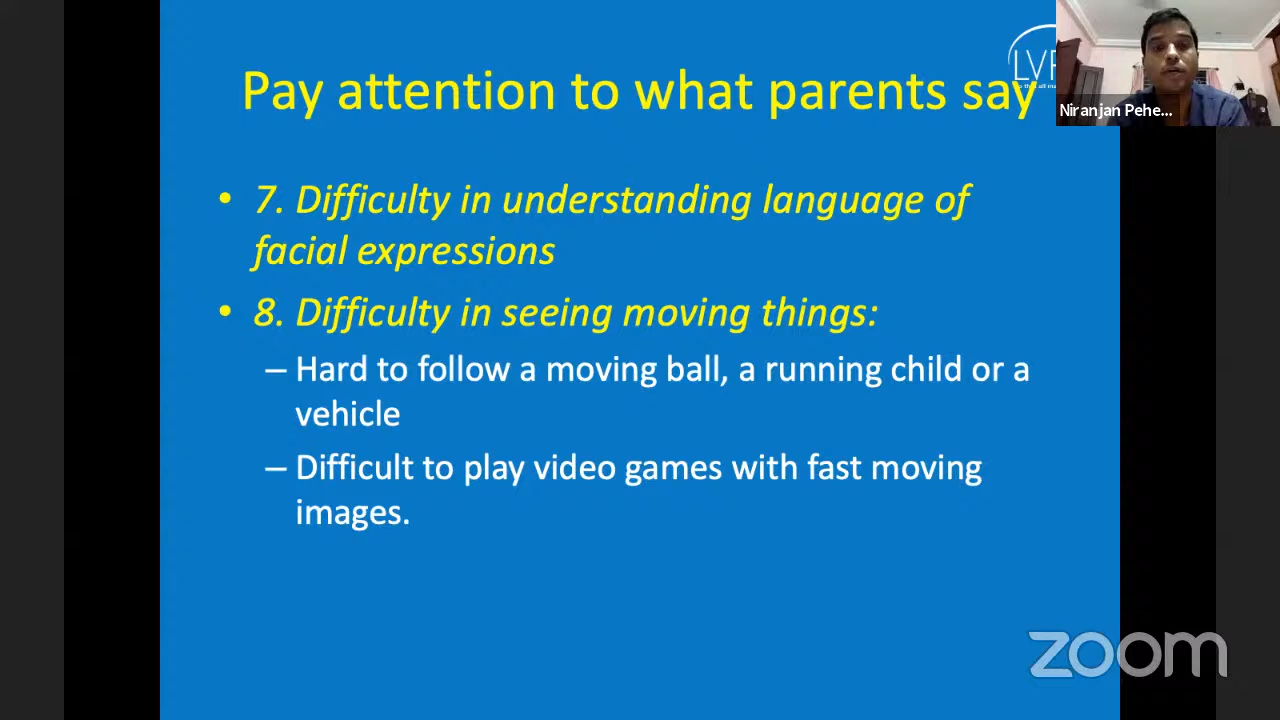 Pay attention to what parents say
LVP
Niranjan Pehe...
• 7. Difficulty in understanding language of
facial expressions
• 8. Difficulty in seeing moving things:
– Hard to follow a moving ball, a running child or a
vehicle
– Difficult to play video games with fast moving
images.
zoom